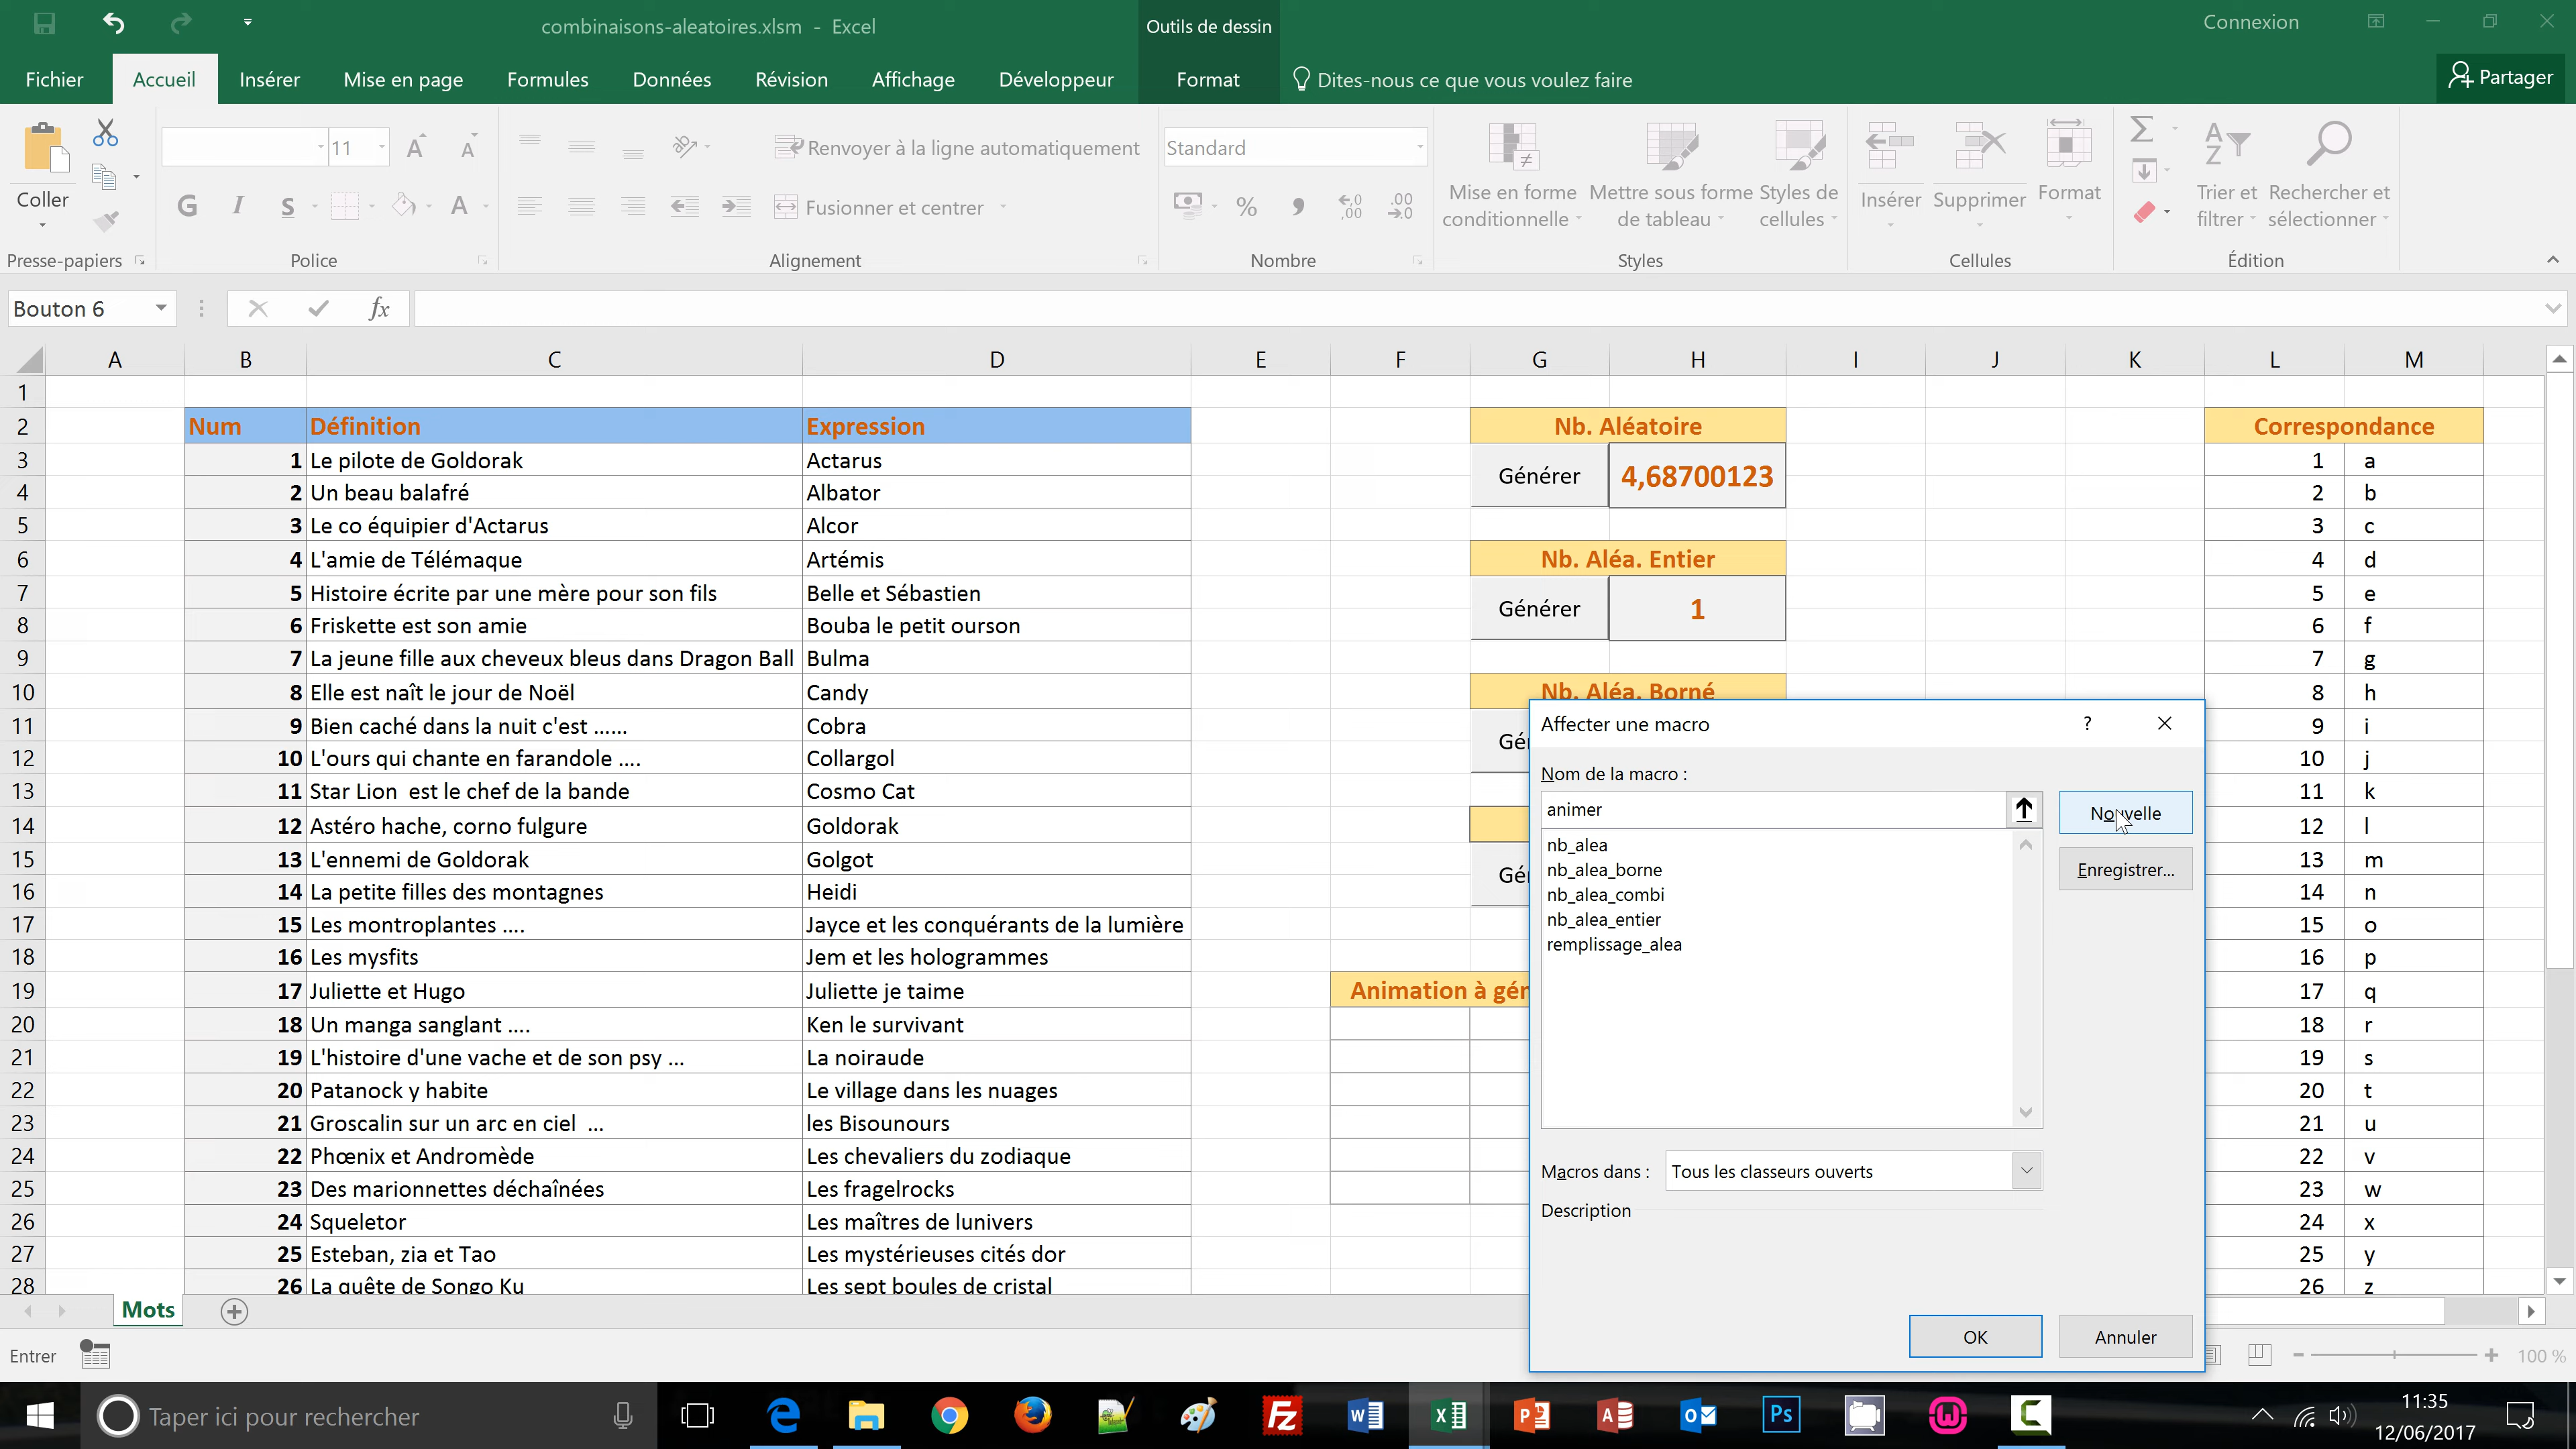 combinaisons-aleatoires.xlsm - Excel
Outils de dessin
Connexion
Fichier
Accueil
Insérer
Mise en page
Formules
Données
Révision
Affichage
Développeur
Format
Dites-nous ce que vous voulez faire
Partager
Coller
11
G I S
A
Renvoyer à la ligne automatiquement
Fusionner et centrer
Standard
%
Mise en forme conditionnelle
Mettre sous forme de tableau
Styles de cellules
Insérer
Supprimer
Format
Trier et filtrer
Rechercher et sélectionner
Presse-papiers
Police
Alignement
Nombre
Styles
Cellules
Édition
Bouton 6
fx
A B C D E F G H I J K L M
1
2 Num Définition Expression Nb. Aléatoire Correspondance
3 1 Le pilote de Goldorak Actarus Générer 4,68700123 1 a
4 2 Un beau balafré Albator 2 b
5 3 Le co équipier d'Actarus Alcor 3 c
6 4 L'amie de Télémaque Artémis Nb. Aléa. Entier 4 d
7 5 Histoire écrite par une mère pour son fils Belle et Sébastien Générer 1 5 e
8 6 Friskette est son amie Bouba le petit ourson 6 f
9 7 La jeune fille aux cheveux bleus dans Dragon Ball Bulma 7 g
10 8 Elle est naît le jour de Noël Candy Nb. Aléa. Borné 8 h
11 9 Bien caché dans la nuit c'est ...... Cobra Gé 9 i
12 10 L'ours qui chante en farandole .... Collargol 10 j
13 11 Star Lion est le chef de la bande Cosmo Cat 11 k
14 12 Astéro hache, corno fulgure Goldorak 12 l
15 13 L'ennemi de Goldorak Golgot Gé 13 m
16 14 La petite filles des montagnes Heidi 14 n
17 15 Les montroplantes .... Jayce et les conquérants de la lumière 15 o
18 16 Les mysfits Jem et les hologrammes 16 p
19 17 Juliette et Hugo Juliette je taime Animation à gén 17 q
20 18 Un manga sanglant .... Ken le survivant 18 r
21 19 L'histoire d'une vache et de son psy ... La noiraude 19 s
22 20 Patanock y habite Le village dans les nuages 20 t
23 21 Groscalin sur un arc en ciel ... les Bisounours 21 u
24 22 Phœnix et Andromède Les chevaliers du zodiaque 22 v
25 23 Des marionnettes déchaînées Les fragelrocks 23 w
26 24 Squeletor Les maîtres de lunivers 24 x
27 25 Esteban, zia et Tao Les mystérieuses cités dor 25 y
28 26 La quête de Songo Ku Les sept boules de cristal 26 z
Affecter une macro
?
Nom de la macro :
animer
Nouvelle
Enregistrer...
nb_alea
nb_alea_borne
nb_alea_combi
nb_alea_entier
remplissage_alea
Macros dans :
Tous les classeurs ouverts
Description
OK
Annuler
Mots
Entrer
100 %
Taper ici pour rechercher
11:35
12/06/2017